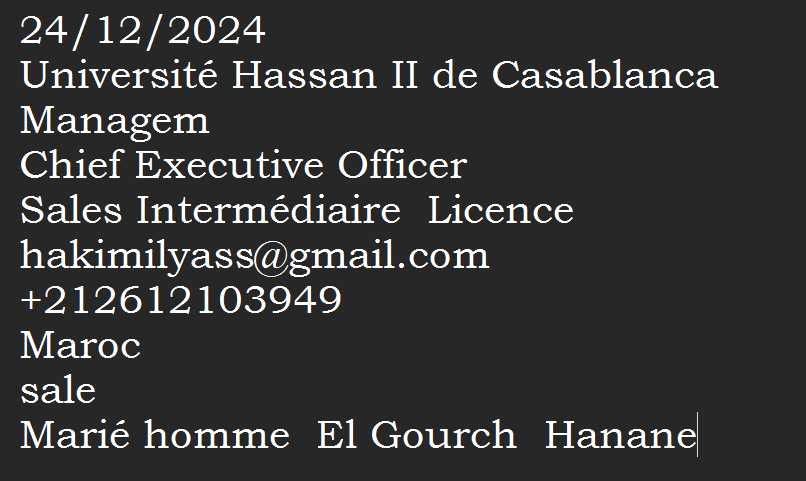 24/12/2024
Université Hassan II de Casablanca
Managem
Chief Executive Officer
Sales Intermédiaire  Licence
hakimilyass@gmail.com
+212612103949
Maroc
sale
Marié homme  El Gourch  Hanane